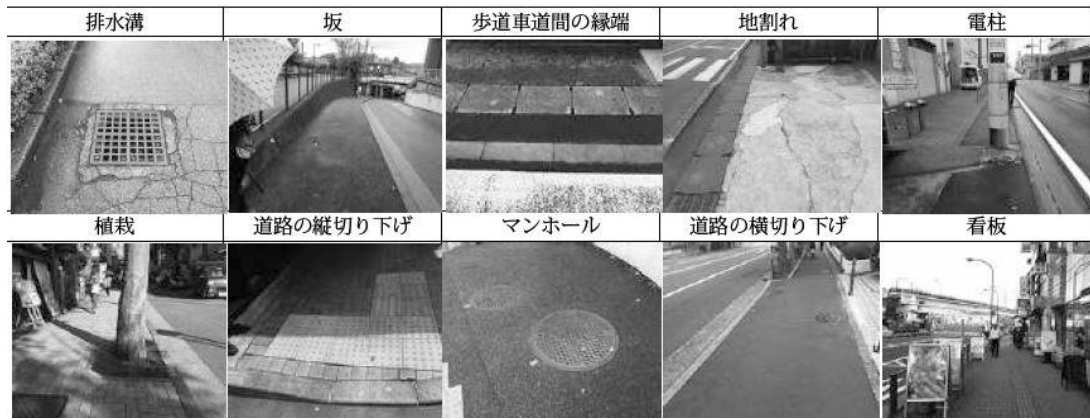 排水溝
坂
歩道車道間の縁端
地割れ
電柱
植栽
道路の縦切り下げ
マンホール
道路の横切り下げ
看板